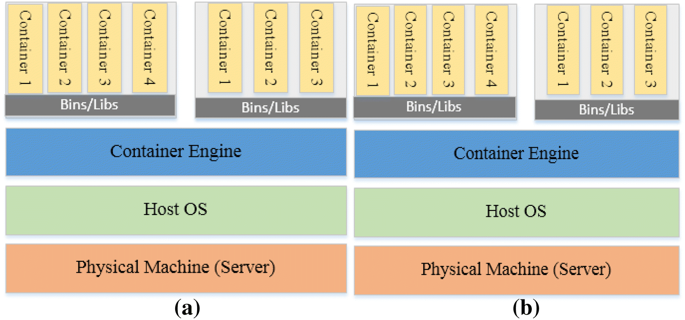 Container 1
Container 2
Container 3
Container 4
Bins/Libs
Container 1
Container 2
Container 3
Bins/Libs
Container Engine
Host OS
Physical Machine (Server)
(a)
Container 1
Container 2
Container 3
Container 4
Bins/Libs
Container 1
Container 2
Container 3
Bins/Libs
Container Engine
Host OS
Physical Machine (Server)
(b)